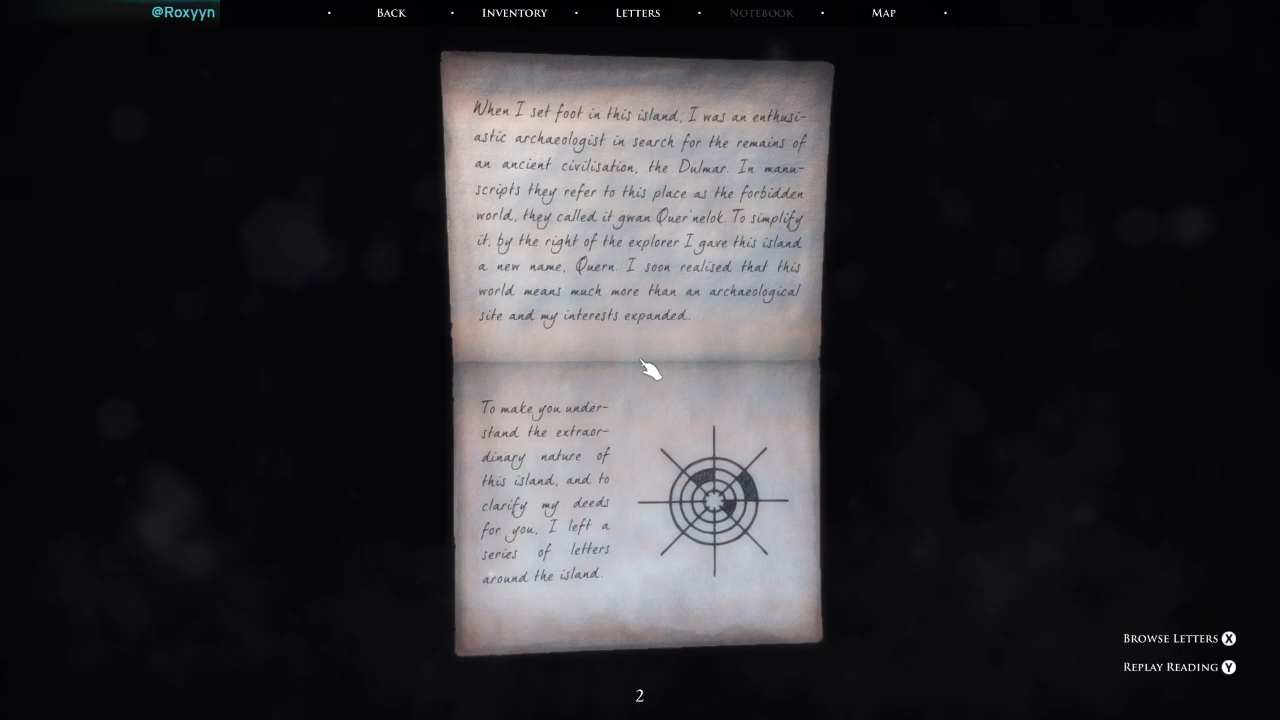 @Roxyyn
BACK
INVENTORY
LETTERS
NOTEBOOK
MAP
When I set foot in this island, I was an enthusi-
astic archaeologist in search for the remains of
an ancient civilisation, the Dulmar. In manu-
scripts they refer to this place as the forbidden
world, they called it gwan Quer'nelok. To simplify
it, by the right of the explorer I gave this island
a new name, Quern. I soon realised that this
world means much more than an archaeological
site and my interests expanded.
To make you under-
stand the extraor-
dinary nature of
this island, and to
clarify my deeds
for you, I left a
series of letters
around the island.
BROWSE LETTERS X
REPLAY READING Y
2